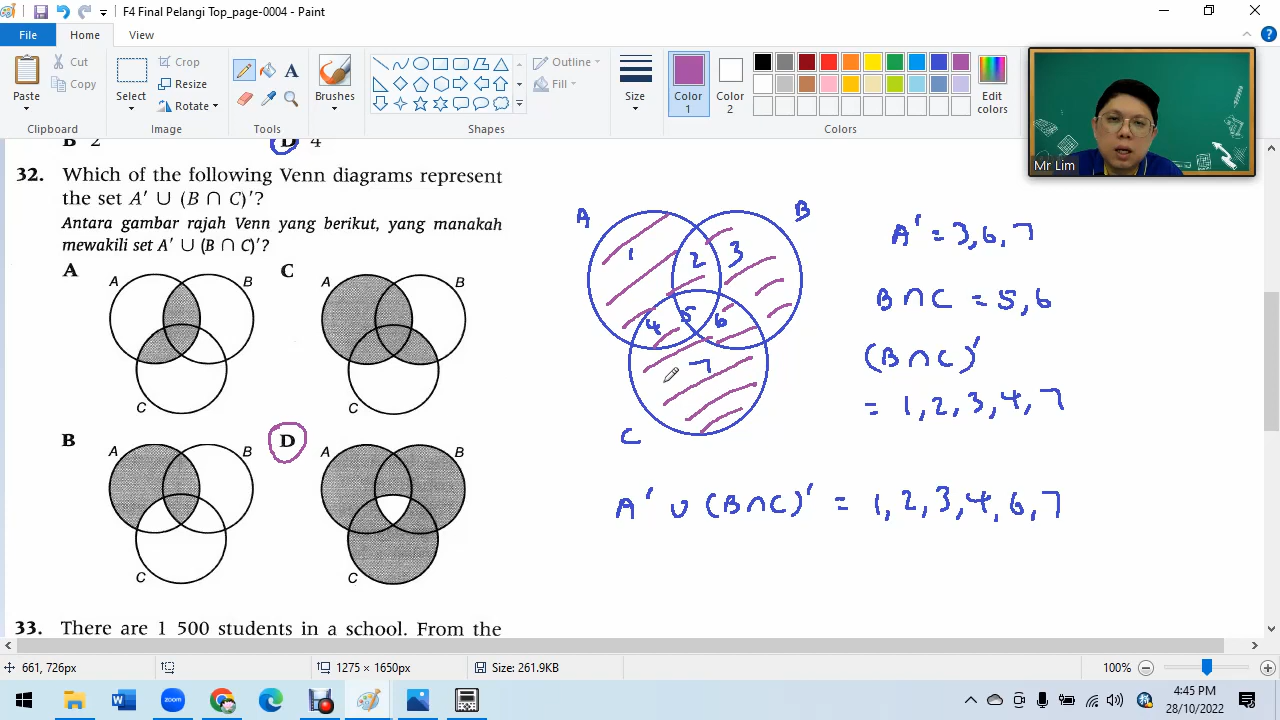 F4 Final Pelangi Top_page-0004 - Paint
File Home View
Paste
Cut
Copy
Clipboard
Select
Crop
Resize
Rotate
Image
A
Tools
Brushes
Shapes
Outline
Fill
Size
Color 1
Color 2
Edit colors
Colors
Mr Lim
B 2 D 4
32. Which of the following Venn diagrams represent
the set A′ ∪ (B ∩ C)′?
Antara gambar rajah Venn yang berikut, yang manakah
mewakili set A′ ∪ (B ∩ C)′?
A C
A B A B
C C
B D
A B A B
C C
33. There are 1 500 students in a school. From the
A B
1 2 3
4 5 6
7
C
A′ = 3, 6, 7
B ∩ C = 5, 6
(B ∩ C)′
= 1, 2, 3, 4, 7
A′ ∪ (B ∩ C)′ = 1, 2, 3, 4, 6, 7
661, 726px
1275 × 1650px
Size: 261.9KB
100%
zoom
4:45 PM
28/10/2022